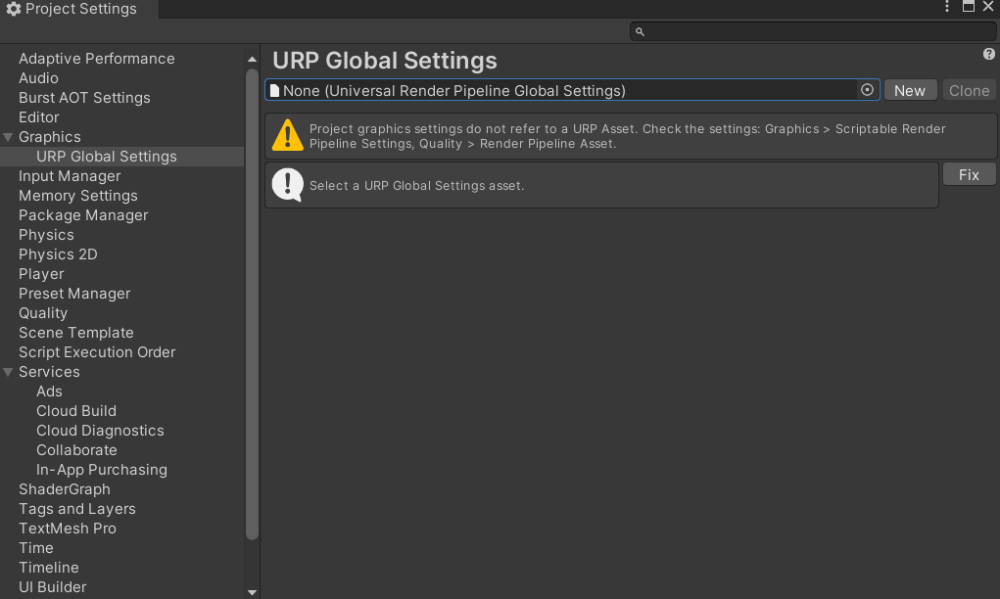 Project Settings
Adaptive Performance
Audio
Burst AOT Settings
Editor
Graphics
URP Global Settings
Input Manager
Memory Settings
Package Manager
Physics
Physics 2D
Player
Preset Manager
Quality
Scene Template
Script Execution Order
Services
Ads
Cloud Build
Cloud Diagnostics
Collaborate
In-App Purchasing
ShaderGraph
Tags and Layers
TextMesh Pro
Time
Timeline
UI Builder
URP Global Settings
None (Universal Render Pipeline Global Settings)
New
Clone
Project graphics settings do not refer to a URP Asset. Check the settings: Graphics > Scriptable Render
Pipeline Settings, Quality > Render Pipeline Asset.
Select a URP Global Settings asset.
Fix